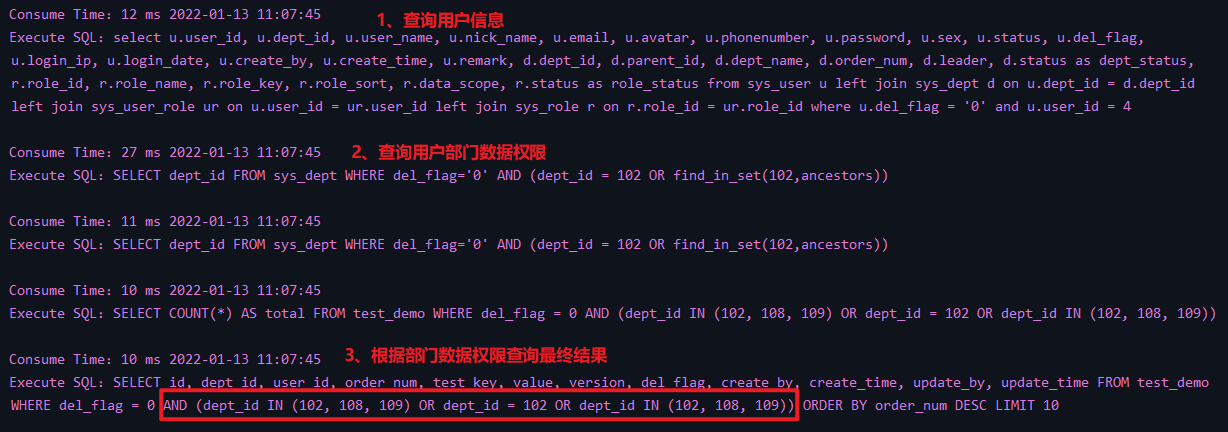 Consume Time: 12 ms 2022-01-13 11:07:45
1、查询用户信息
Execute SQL: select u.user_id, u.dept_id, u.user_name, u.nick_name, u.email, u.avatar, u.phonenumber, u.password, u.sex, u.status, u.del_flag,
u.login_ip, u.login_date, u.create_by, u.create_time, u.remark, d.dept_id, d.parent_id, d.dept_name, d.order_num, d.leader, d.status as dept_status,
r.role_id, r.role_name, r.role_key, r.role_sort, r.data_scope, r.status as role_status from sys_user u left join sys_dept d on u.dept_id = d.dept_id
left join sys_user_role ur on u.user_id = ur.user_id left join sys_role r on r.role_id = ur.role_id where u.del_flag = '0' and u.user_id = 4
Consume Time: 27 ms 2022-01-13 11:07:45
2、查询用户部门数据权限
Execute SQL: SELECT dept_id FROM sys_dept WHERE del_flag='0' AND (dept_id = 102 OR find_in_set(102,ancestors))
Consume Time: 11 ms 2022-01-13 11:07:45
Execute SQL: SELECT dept_id FROM sys_dept WHERE del_flag='0' AND (dept_id = 102 OR find_in_set(102,ancestors))
Consume Time: 10 ms 2022-01-13 11:07:45
Execute SQL: SELECT COUNT(*) AS total FROM test_demo WHERE del_flag = 0 AND (dept_id IN (102, 108, 109) OR dept_id = 102 OR dept_id IN (102, 108, 109))
Consume Time: 10 ms 2022-01-13 11:07:45
3、根据部门数据权限查询最终结果
Execute SQL: SELECT id, dept_id, user_id, order_num, test_key, value, version, del_flag, create_by, create_time, update_by, update_time FROM test_demo
WHERE del_flag = 0 AND (dept_id IN (102, 108, 109) OR dept_id = 102 OR dept_id IN (102, 108, 109)) ORDER BY order_num DESC LIMIT 10